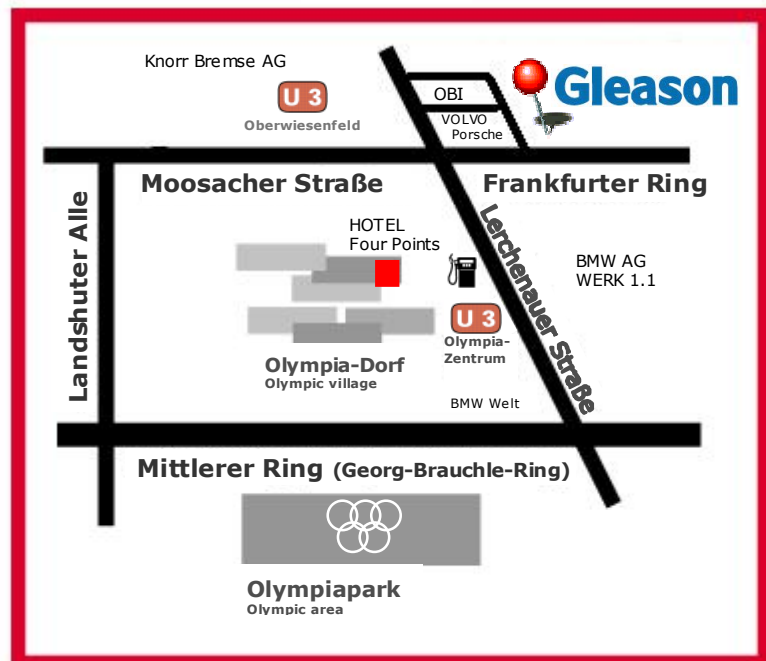 Knorr Bremse AG
U 3
Oberwiesenfeld
OBI
VOLVO
Porsche
Gleason
Moosacher Straße
Frankfurter Ring
Landshuter Alle
HOTEL
Four Points
Lerchenauer Straße
BMW AG
WERK 1.1
U 3
Olympia-
Zentrum
Olympia-Dorf
Olympic village
BMW Welt
Mittlerer Ring (Georg-Brauchle-Ring)
Olympiapark
Olympic area